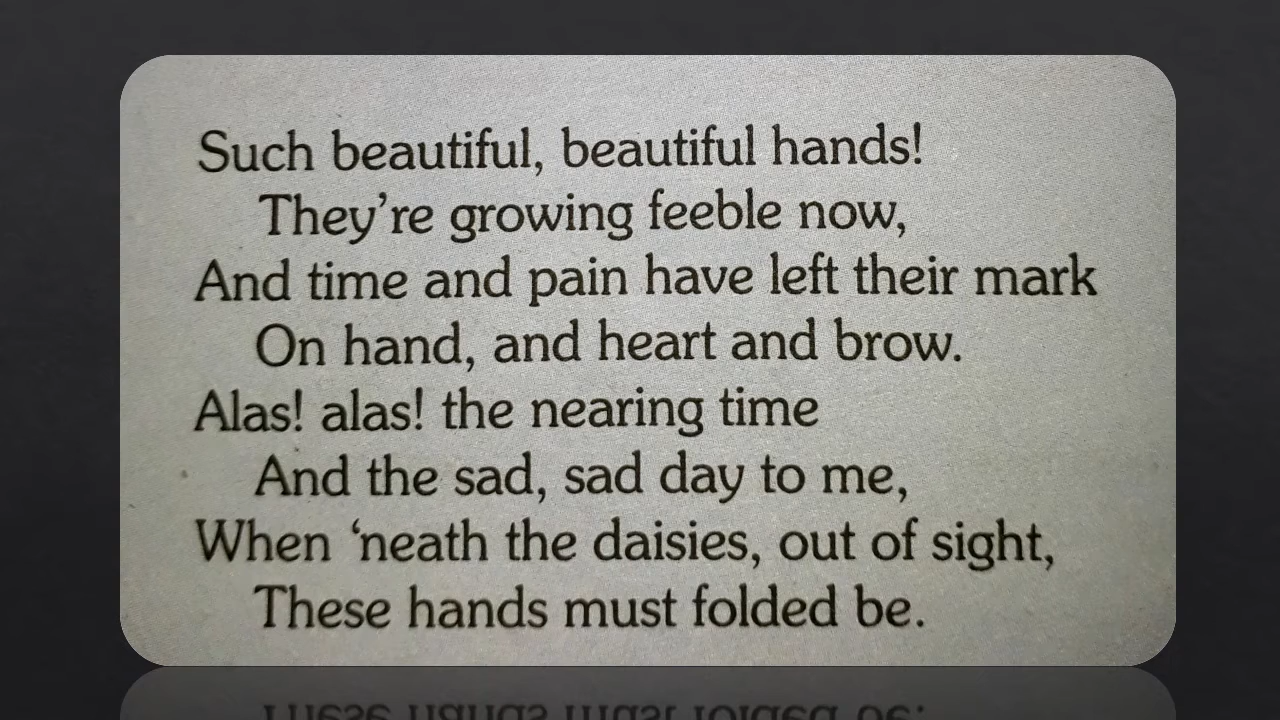 Such beautiful, beautiful hands!
They're growing feeble now,
And time and pain have left their mark
On hand, and heart and brow.
Alas! alas! the nearing time
And the sad, sad day to me,
When ‘neath the daisies, out of sight,
These hands must folded be.